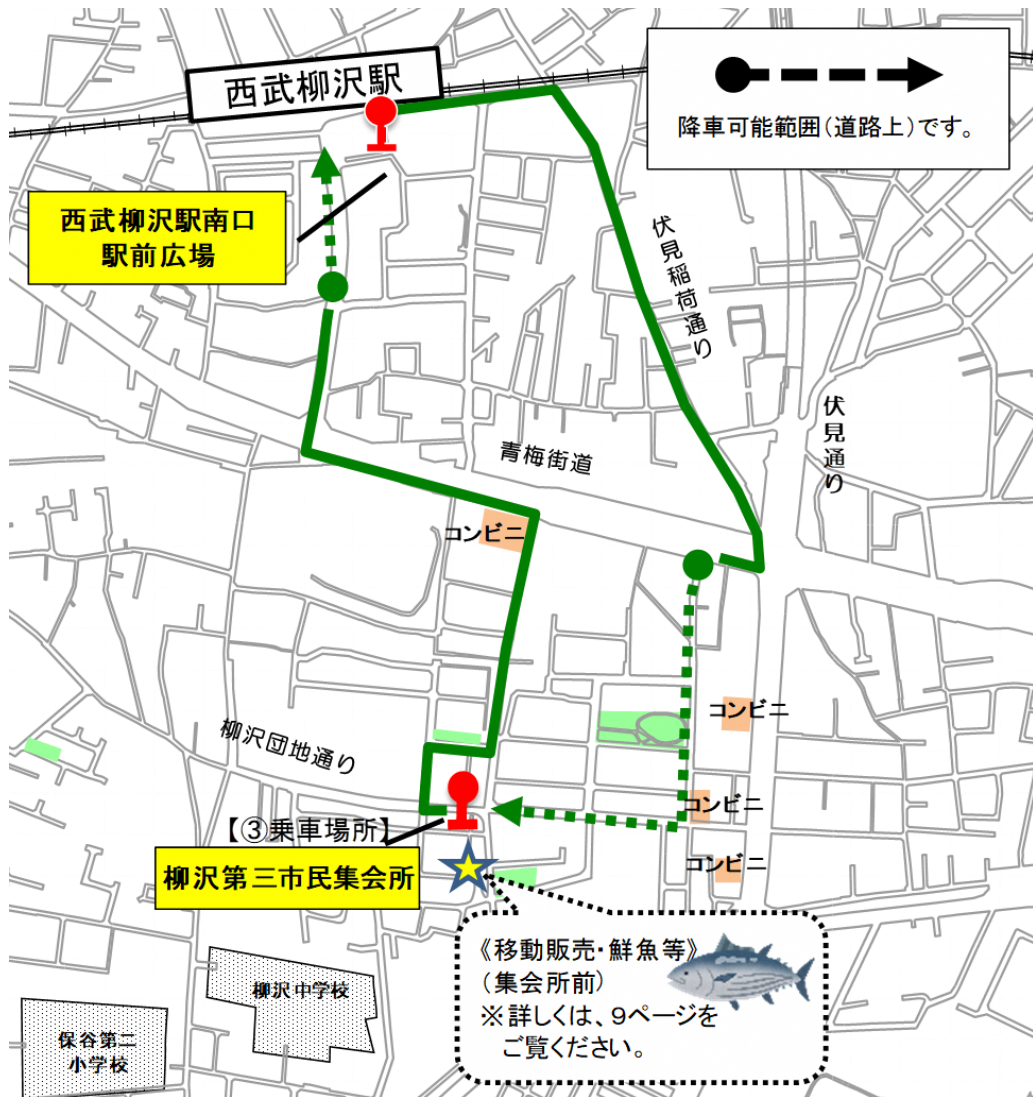 西武柳沢駅
降車可能範囲（道路上）です。
西武柳沢駅南口
駅前広場
伏見稲荷通り
伏見通り
青梅街道
コンビニ
コンビニ
柳沢団地通り
コンビニ
【③乗車場所】
柳沢第三市民集会所
コンビニ
《移動販売・鮮魚等》
（集会所前）
※詳しくは、９ページを
ご覧ください。
柳沢中学校
保谷第二
小学校